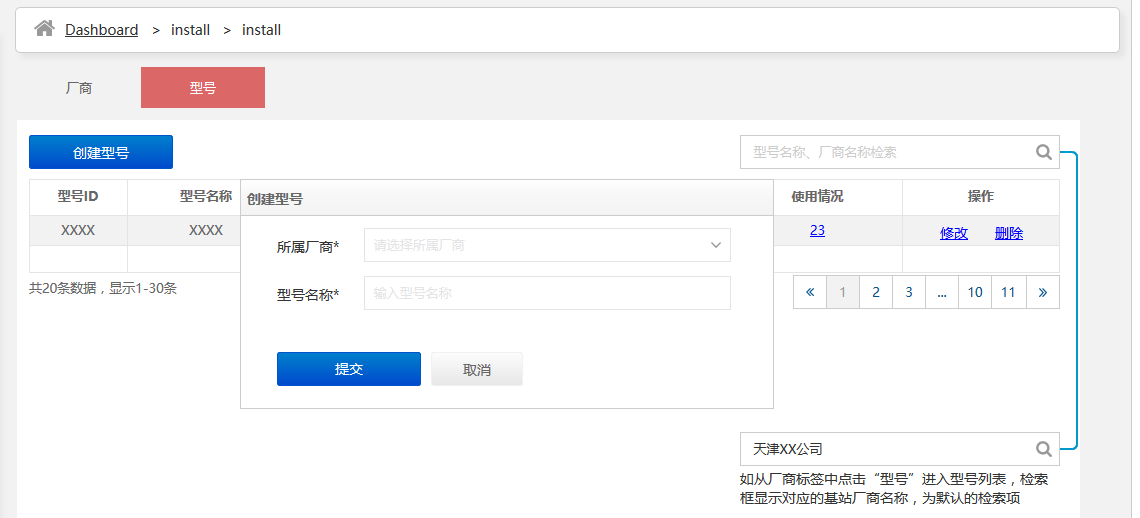 Dashboard > install > install
厂商 型号
创建型号 型号名称、厂商名称检索
型号ID 型号名称 创建型号 使用情况 操作
XXXX XXXX 所属厂商* 请选择所属厂商 23 修改 删除
共20条数据，显示1-30条 型号名称* 输入型号名称 « 1 2 3 ... 10 11 »
提交 取消
天津XX公司
如从厂商标签中点击“型号”进入型号列表，检索
框显示对应的基站厂商名称，为默认的检索项